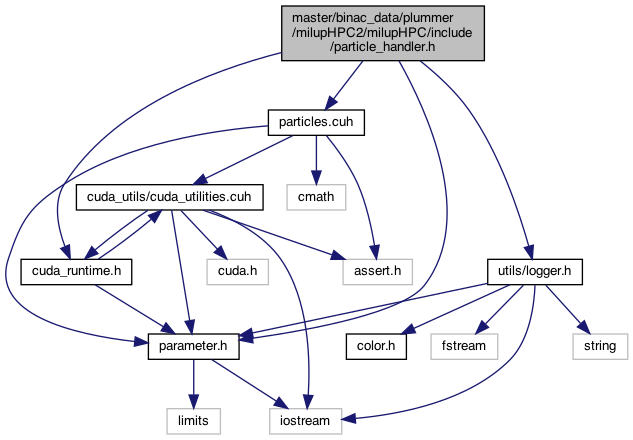 master/binac_data/plummer
/milupHPC2/milupHPC/include
/particle_handler.h
particles.cuh
cuda_utils/cuda_utilities.cuh
cmath
cuda_runtime.h
cuda.h
assert.h
utils/logger.h
parameter.h
color.h
fstream
string
limits
iostream